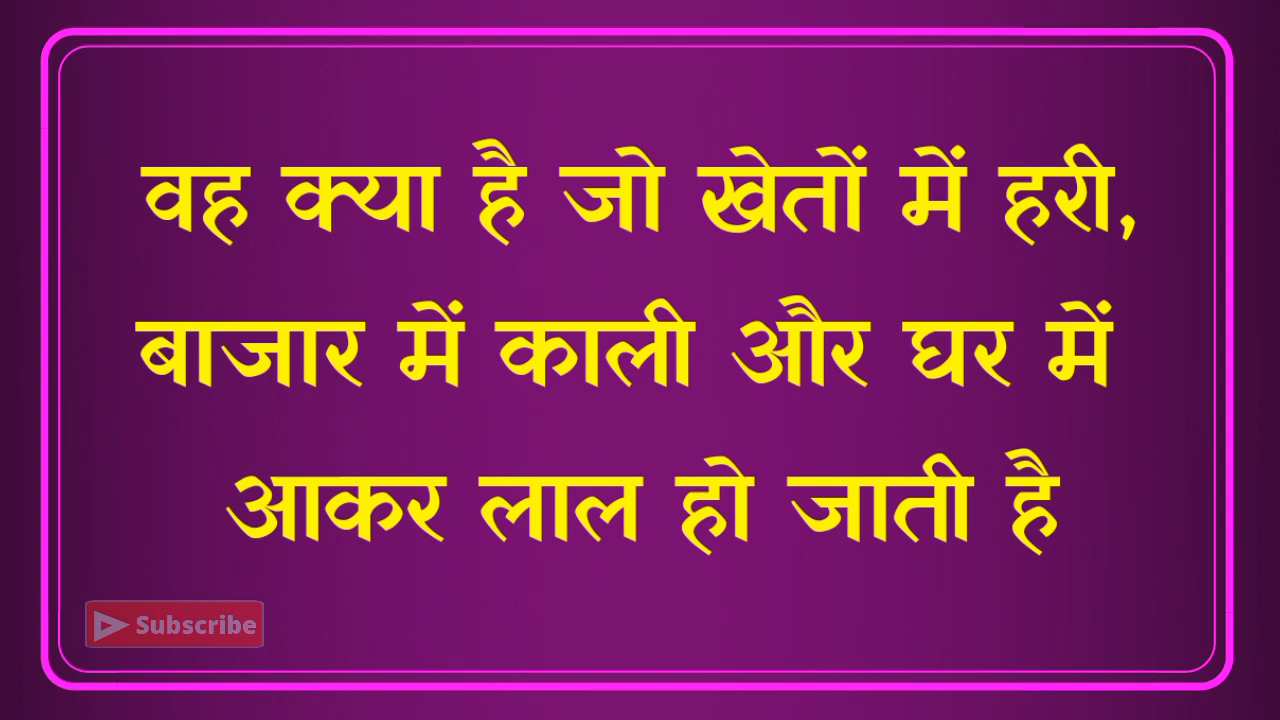 वह क्या है जो खेतों में हरी,
बाजार में काली और घर में
आकर लाल हो जाती है
Subscribe